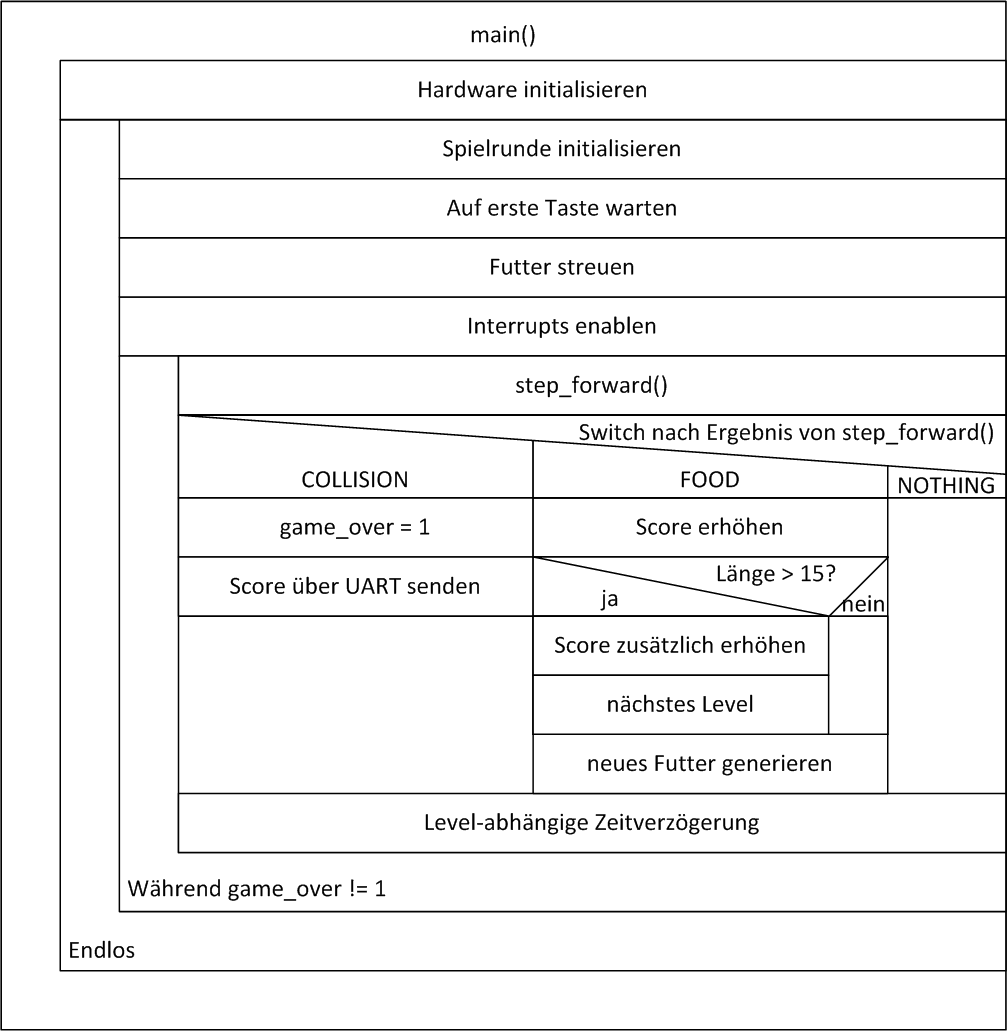 main()
Hardware initialisieren
Spielrunde initialisieren
Auf erste Taste warten
Futter streuen
Interrupts enablen
step_forward()
Switch nach Ergebnis von step_forward()
COLLISION
FOOD
NOTHING
game_over = 1
Score erhöhen
Score über UART senden
Länge > 15?
ja
nein
Score zusätzlich erhöhen
nächstes Level
neues Futter generieren
Level-abhängige Zeitverzögerung
Während game_over != 1
Endlos